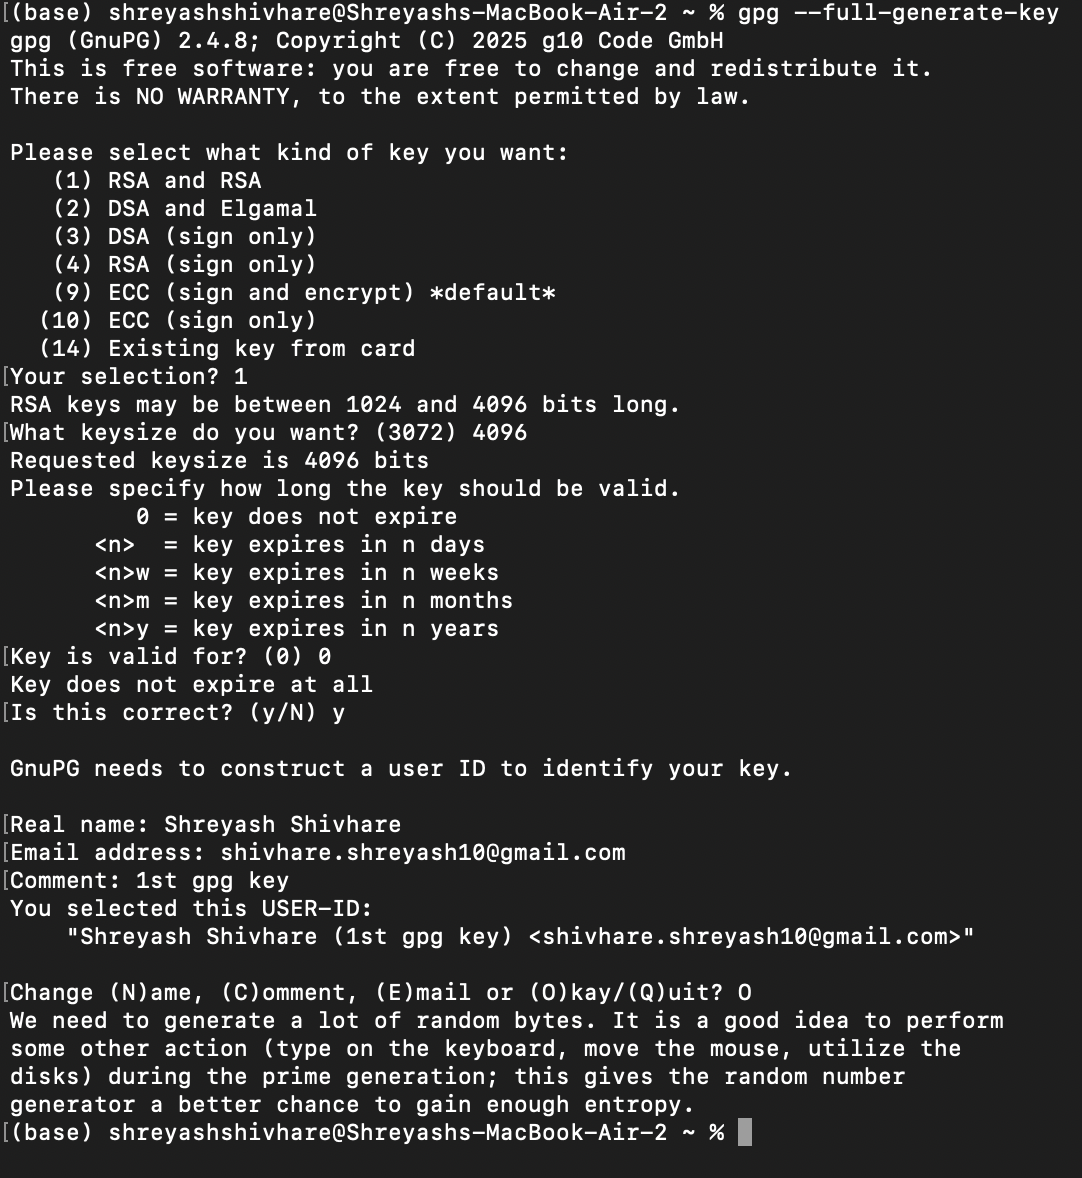 [(base) shreyashshivhare@Shreyashs-MacBook-Air-2 ~ % gpg --full-generate-key
gpg (GnuPG) 2.4.8; Copyright (C) 2025 g10 Code GmbH
This is free software: you are free to change and redistribute it.
There is NO WARRANTY, to the extent permitted by law.

Please select what kind of key you want:
   (1) RSA and RSA
   (2) DSA and Elgamal
   (3) DSA (sign only)
   (4) RSA (sign only)
   (9) ECC (sign and encrypt) *default*
  (10) ECC (sign only)
  (14) Existing key from card
[Your selection? 1
RSA keys may be between 1024 and 4096 bits long.
[What keysize do you want? (3072) 4096
Requested keysize is 4096 bits
Please specify how long the key should be valid.
         0 = key does not expire
      <n>  = key expires in n days
      <n>w = key expires in n weeks
      <n>m = key expires in n months
      <n>y = key expires in n years
[Key is valid for? (0) 0
Key does not expire at all
[Is this correct? (y/N) y

GnuPG needs to construct a user ID to identify your key.

[Real name: Shreyash Shivhare
[Email address: shivhare.shreyash10@gmail.com
[Comment: 1st gpg key
You selected this USER-ID:
    "Shreyash Shivhare (1st gpg key) <shivhare.shreyash10@gmail.com>"

[Change (N)ame, (C)omment, (E)mail or (O)kay/(Q)uit? O
We need to generate a lot of random bytes. It is a good idea to perform
some other action (type on the keyboard, move the mouse, utilize the
disks) during the prime generation; this gives the random number
generator a better chance to gain enough entropy.
[(base) shreyashshivhare@Shreyashs-MacBook-Air-2 ~ %